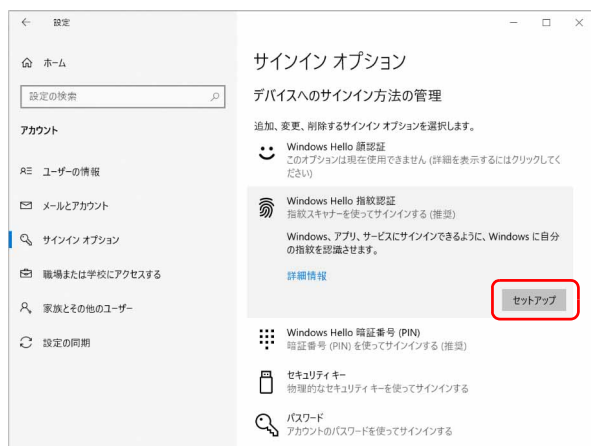 設定
ホーム
設定の検索
アカウント
ユーザーの情報
メールとアカウント
サインイン オプション
職場または学校にアクセスする
家族とその他のユーザー
設定の同期
サインイン オプション
デバイスへのサインイン方法の管理
追加、変更、削除するサインイン オプションを選択します。
Windows Hello 顔認証
このオプションは現在使用できません (詳細を表示するにはクリックしてく
ださい)
Windows Hello 指紋認証
指紋スキャナーを使ってサインインする (推奨)
Windows、アプリ、サービスにサインインできるように、Windows に自分
の指紋を認識させます。
詳細情報
セットアップ
Windows Hello 暗証番号 (PIN)
暗証番号 (PIN) を使ってサインインする (推奨)
セキュリティ キー
物理的なセキュリティ キーを使ってサインインする
パスワード
アカウントのパスワードを使ってサインインする